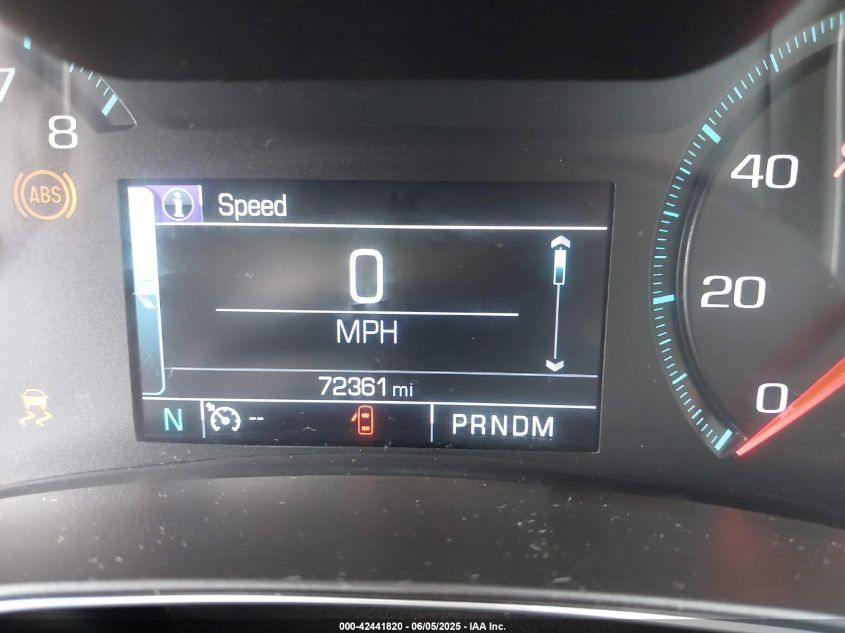 7
8
ABS
i Speed
0
MPH
72361 mi
N -- PRNDM
40
20
0
000-42441820 - 06/05/2025 - IAA Inc.